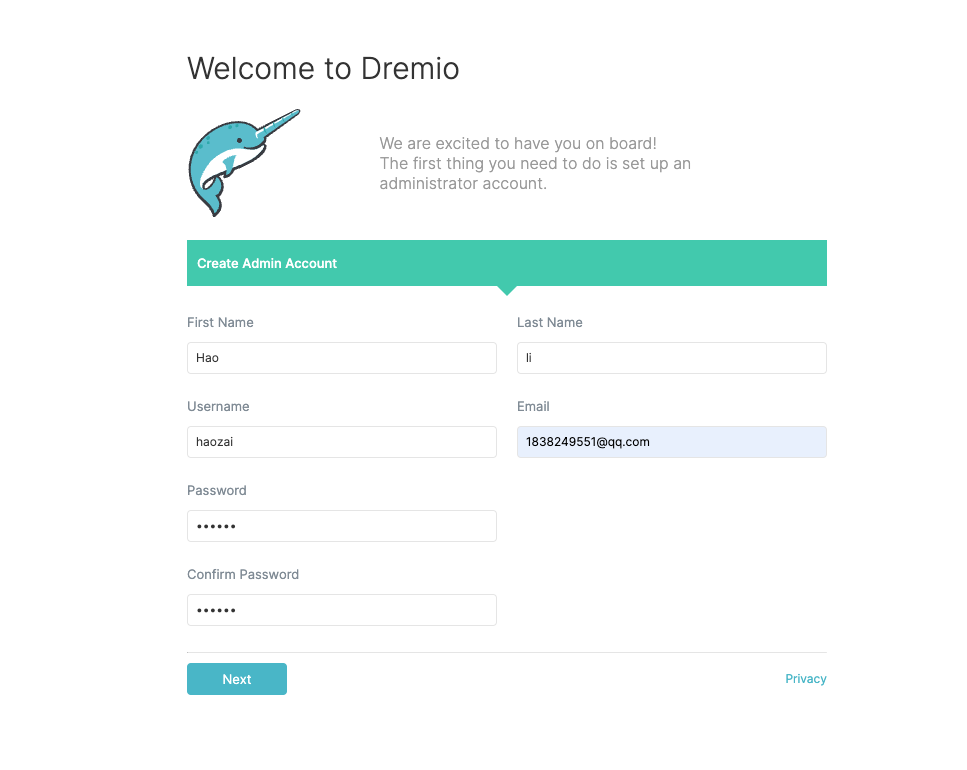 Welcome to Dremio
We are excited to have you on board!
The first thing you need to do is set up an
administrator account.
Create Admin Account
First Name
Last Name
Hao
li
Username
Email
haozai
1838249551@qq.com
Password
••••••
Confirm Password
••••••
Next
Privacy